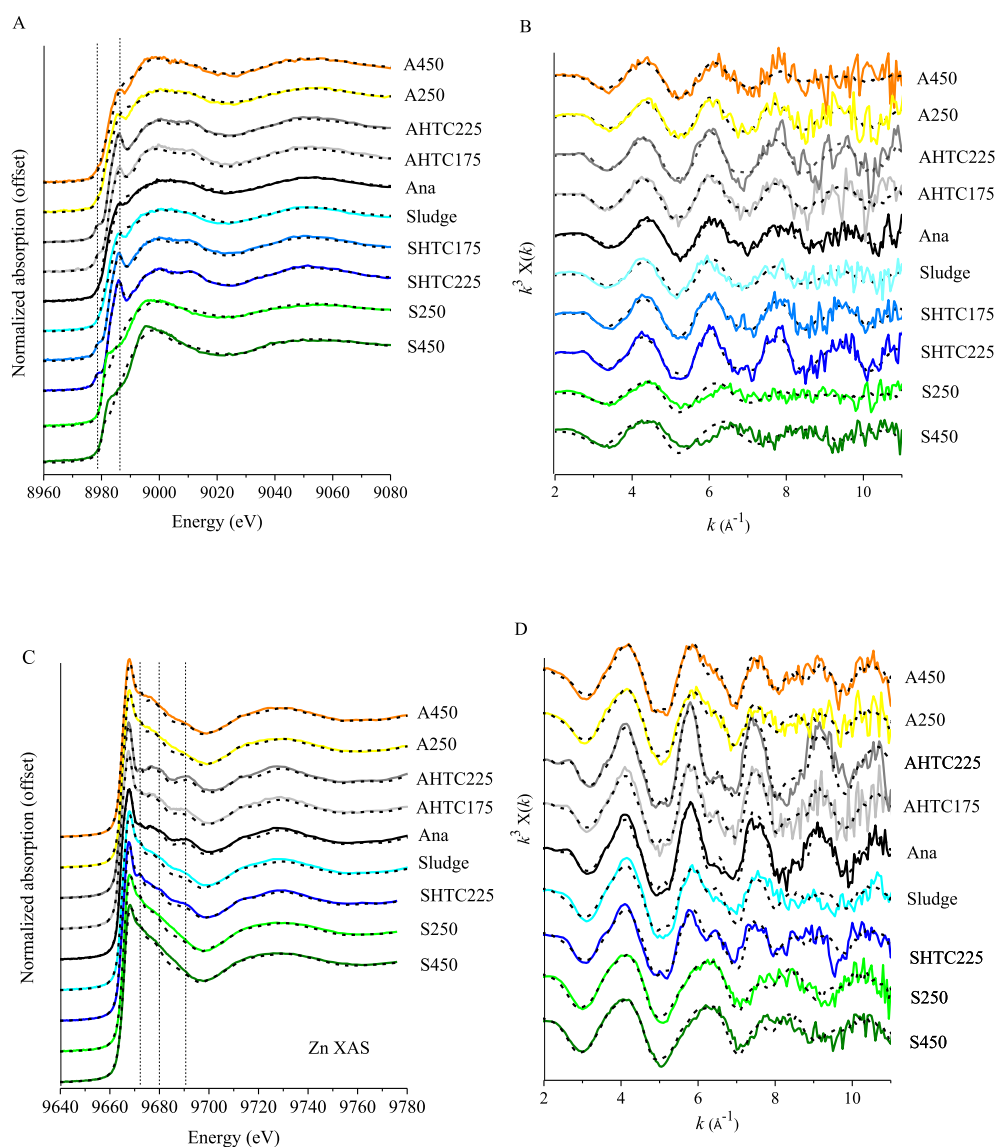 A
Normalized absorption (offset)
A450
A250
AHTC225
AHTC175
Ana
Sludge
SHTC175
SHTC225
S250
S450
8960 8980 9000 9020 9040 9060 9080
Energy (eV)
B
k³ X(k)
A450
A250
AHTC225
AHTC175
Ana
Sludge
SHTC175
SHTC225
S250
S450
2 4 6 8 10
k (Å⁻¹)
C
Normalized absorption (offset)
A450
A250
AHTC225
AHTC175
Ana
Sludge
SHTC225
S250
S450
Zn XAS
9640 9660 9680 9700 9720 9740 9760 9780
Energy (eV)
D
k³ X(k)
A450
A250
AHTC225
AHTC175
Ana
Sludge
SHTC225
S250
S450
2 4 6 8 10
k (Å⁻¹)